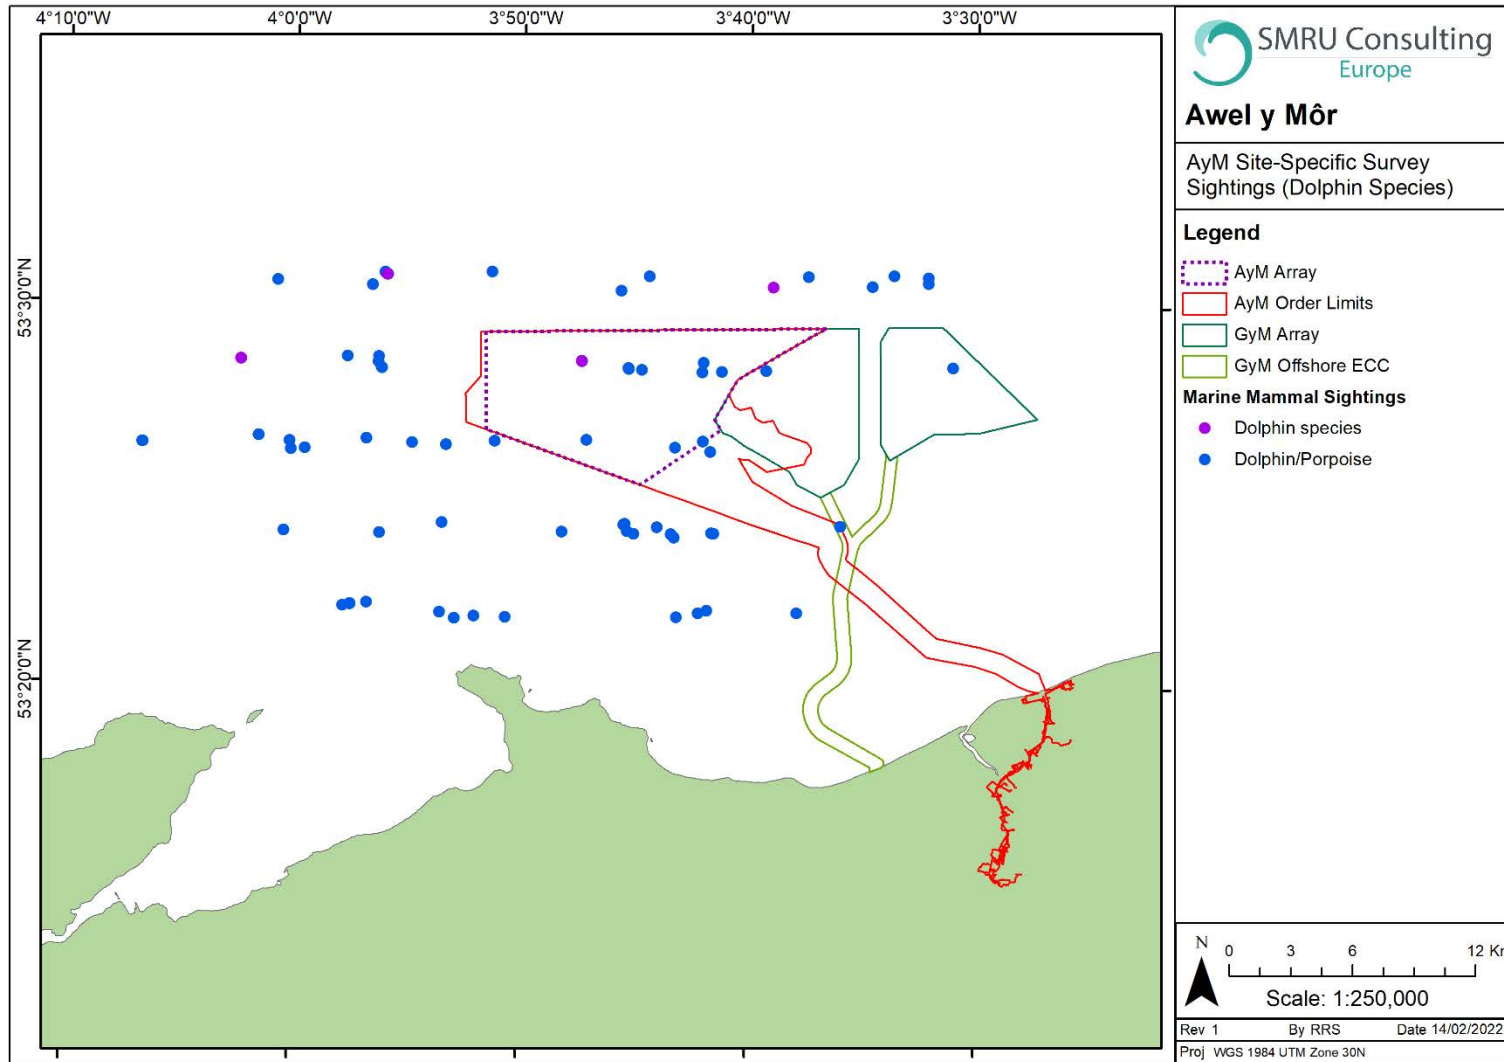 4°10'0"W 4°0'0"W 3°50'0"W 3°40'0"W 3°30'0"W
53°30'0"N
53°20'0"N
SMRU Consulting
Europe
Awel y Môr
AyM Site-Specific Survey
Sightings (Dolphin Species)
Legend
AyM Array
AyM Order Limits
GyM Array
GyM Offshore ECC
Marine Mammal Sightings
Dolphin species
Dolphin/Porpoise
N
0 3 6 12 Km
Scale: 1:250,000
Rev 1 By RRS Date 14/02/2022
Proj WGS 1984 UTM Zone 30N